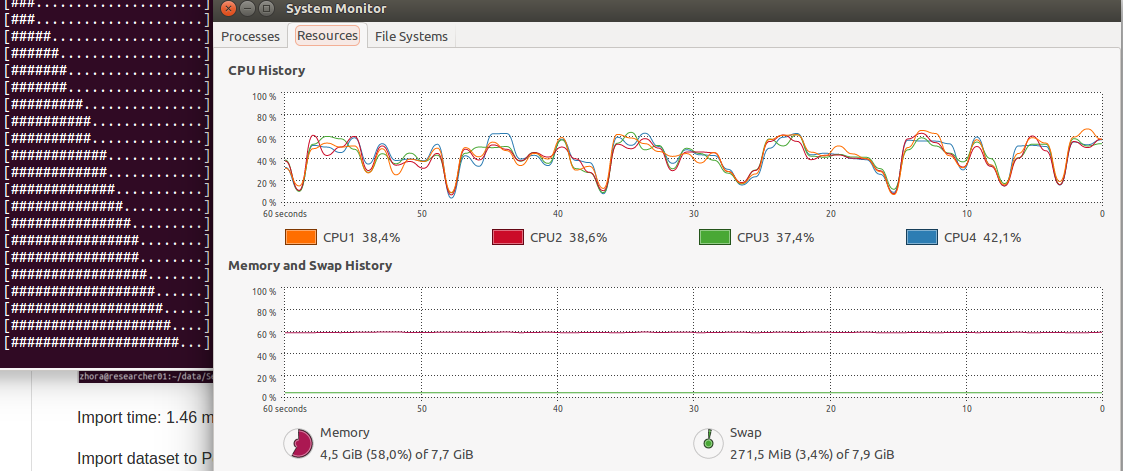 [###.....................]
[###.....................]
[#####...................]
[######..................]
[#######.................]
[#######.................]
[#########...............]
[##########..............]
[##########..............]
[############............]
[############............]
[#############...........]
[##############..........]
[###############.........]
[################........]
[################........]
[#################.......]
[##################......]
[###################.....]
[####################....]
[#####################...]
zhora@researcher01:~/data/S
Import time: 1.46 m
Import dataset to P
System Monitor
Processes Resources File Systems
CPU History
100 %
80 %
60 %
40 %
20 %
0 %
60 seconds 50 40 30 20 10 0
CPU1 38,4% CPU2 38,6% CPU3 37,4% CPU4 42,1%
Memory and Swap History
100 %
80 %
60 %
40 %
20 %
0 %
60 seconds 50 40 30 20 10 0
Memory
4,5 GiB (58,0%) of 7,7 GiB
Swap
271,5 MiB (3,4%) of 7,9 GiB